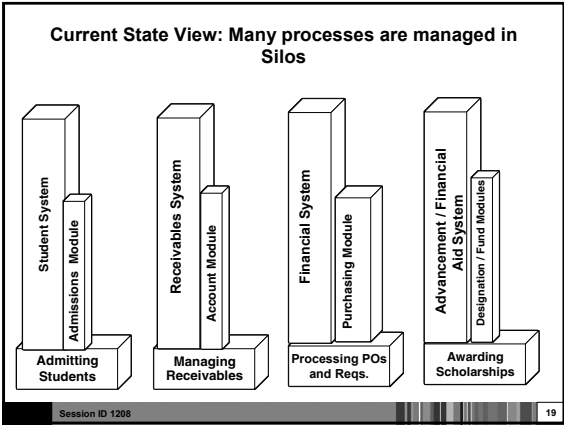 Current State View: Many processes are managed in
Silos
Student System
Admissions Module
Admitting
Students
Receivables System
Account Module
Managing
Receivables
Financial System
Purchasing Module
Processing POs
and Reqs.
Advancement / Financial
Aid System
Designation / Fund Modules
Awarding
Scholarships
Session ID 1208
19